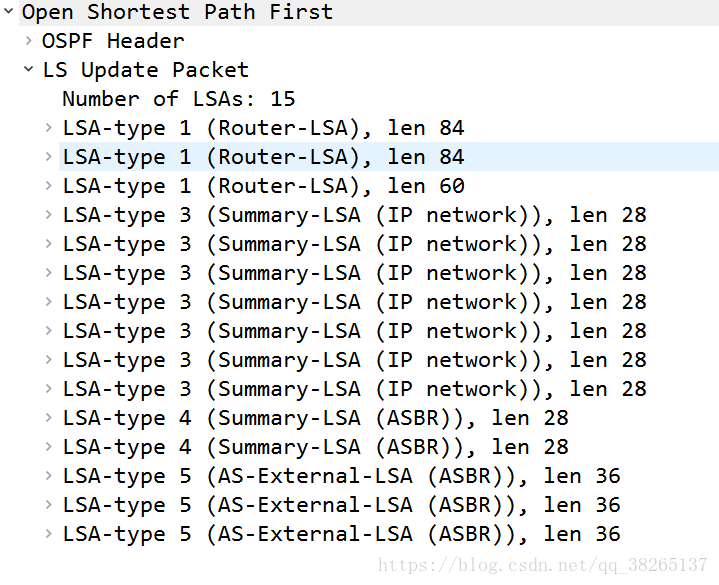 Open Shortest Path First
OSPF Header
LS Update Packet
Number of LSAs: 15
LSA-type 1 (Router-LSA), len 84
LSA-type 1 (Router-LSA), len 84
LSA-type 1 (Router-LSA), len 60
LSA-type 3 (Summary-LSA (IP network)), len 28
LSA-type 3 (Summary-LSA (IP network)), len 28
LSA-type 3 (Summary-LSA (IP network)), len 28
LSA-type 3 (Summary-LSA (IP network)), len 28
LSA-type 3 (Summary-LSA (IP network)), len 28
LSA-type 3 (Summary-LSA (IP network)), len 28
LSA-type 3 (Summary-LSA (IP network)), len 28
LSA-type 4 (Summary-LSA (ASBR)), len 28
LSA-type 4 (Summary-LSA (ASBR)), len 28
LSA-type 5 (AS-External-LSA (ASBR)), len 36
LSA-type 5 (AS-External-LSA (ASBR)), len 36
LSA-type 5 (AS-External-LSA (ASBR)), len 36
https://blog.csdn.net/qq_38265137